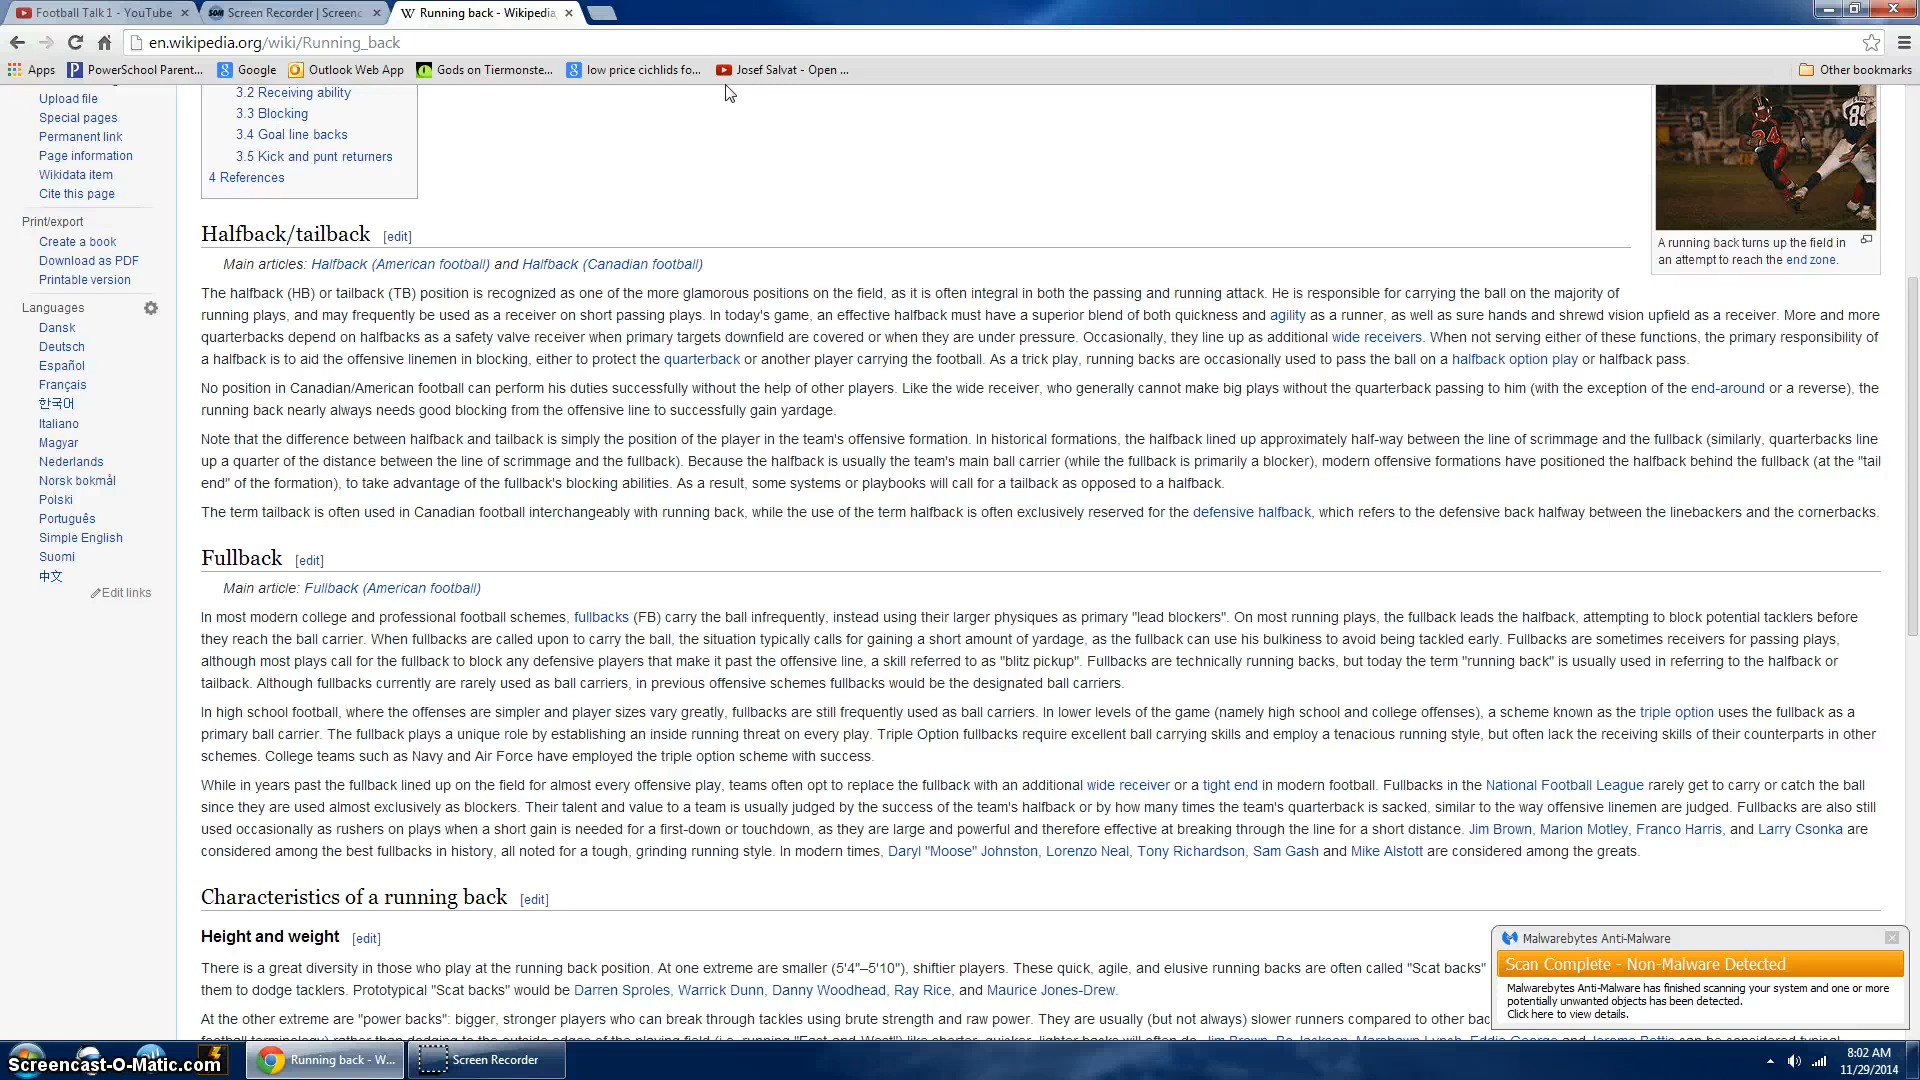 Football Talk 1 - YouTube
Screen Recorder | Screenc
Running back - Wikipedia,
en.wikipedia.org/wiki/Running_back
Apps
PowerSchool Parent...
Google
Outlook Web App
Gods on Tiermonste...
low price cichlids fo...
Josef Salvat - Open ...
Other bookmarks
Upload file
Special pages
Permanent link
Page information
Wikidata item
Cite this page
Print/export
Create a book
Download as PDF
Printable version
Languages
Dansk
Deutsch
Español
Français
한국어
Italiano
Magyar
Nederlands
Norsk bokmål
Polski
Português
Simple English
Suomi
中文
Edit links
3.2 Receiving ability
3.3 Blocking
3.4 Goal line backs
3.5 Kick and punt returners
4 References
A running back turns up the field in
an attempt to reach the end zone.
Halfback/tailback [edit]
Main articles: Halfback (American football) and Halfback (Canadian football)
The halfback (HB) or tailback (TB) position is recognized as one of the more glamorous positions on the field, as it is often integral in both the passing and running attack. He is responsible for carrying the ball on the majority of
running plays, and may frequently be used as a receiver on short passing plays. In today's game, an effective halfback must have a superior blend of both quickness and agility as a runner, as well as sure hands and shrewd vision upfield as a receiver. More and more
quarterbacks depend on halfbacks as a safety valve receiver when primary targets downfield are covered or when they are under pressure. Occasionally, they line up as additional wide receivers. When not serving either of these functions, the primary responsibility of
a halfback is to aid the offensive linemen in blocking, either to protect the quarterback or another player carrying the football. As a trick play, running backs are occasionally used to pass the ball on a halfback option play or halfback pass.
No position in Canadian/American football can perform his duties successfully without the help of other players. Like the wide receiver, who generally cannot make big plays without the quarterback passing to him (with the exception of the end-around or a reverse), the
running back nearly always needs good blocking from the offensive line to successfully gain yardage.
Note that the difference between halfback and tailback is simply the position of the player in the team's offensive formation. In historical formations, the halfback lined up approximately half-way between the line of scrimmage and the fullback (similarly, quarterbacks line
up a quarter of the distance between the line of scrimmage and the fullback). Because the halfback is usually the team's main ball carrier (while the fullback is primarily a blocker), modern offensive formations have positioned the halfback behind the fullback (at the "tail
end" of the formation), to take advantage of the fullback's blocking abilities. As a result, some systems or playbooks will call for a tailback as opposed to a halfback.
The term tailback is often used in Canadian football interchangeably with running back, while the use of the term halfback is often exclusively reserved for the defensive halfback, which refers to the defensive back halfway between the linebackers and the cornerbacks.
Fullback [edit]
Main article: Fullback (American football)
In most modern college and professional football schemes, fullbacks (FB) carry the ball infrequently, instead using their larger physiques as primary "lead blockers". On most running plays, the fullback leads the halfback, attempting to block potential tacklers before
they reach the ball carrier. When fullbacks are called upon to carry the ball, the situation typically calls for gaining a short amount of yardage, as the fullback can use his bulkiness to avoid being tackled early. Fullbacks are sometimes receivers for passing plays,
although most plays call for the fullback to block any defensive players that make it past the offensive line, a skill referred to as "blitz pickup". Fullbacks are technically running backs, but today the term "running back" is usually used in referring to the halfback or
tailback. Although fullbacks currently are rarely used as ball carriers, in previous offensive schemes fullbacks would be the designated ball carriers.
In high school football, where the offenses are simpler and player sizes vary greatly, fullbacks are still frequently used as ball carriers. In lower levels of the game (namely high school and college offenses), a scheme known as the triple option uses the fullback as a
primary ball carrier. The fullback plays a unique role by establishing an inside running threat on every play. Triple Option fullbacks require excellent ball carrying skills and employ a tenacious running style, but often lack the receiving skills of their counterparts in other
schemes. College teams such as Navy and Air Force have employed the triple option scheme with success.
While in years past the fullback lined up on the field for almost every offensive play, teams often opt to replace the fullback with an additional wide receiver or a tight end in modern football. Fullbacks in the National Football League rarely get to carry or catch the ball
since they are used almost exclusively as blockers. Their talent and value to a team is usually judged by the success of the team's halfback or by how many times the team's quarterback is sacked, similar to the way offensive linemen are judged. Fullbacks are also still
used occasionally as rushers on plays when a short gain is needed for a first-down or touchdown, as they are large and powerful and therefore effective at breaking through the line for a short distance. Jim Brown, Marion Motley, Franco Harris, and Larry Csonka are
considered among the best fullbacks in history, all noted for a tough, grinding running style. In modern times, Daryl "Moose" Johnston, Lorenzo Neal, Tony Richardson, Sam Gash and Mike Alstott are considered among the greats.
Characteristics of a running back [edit]
Height and weight [edit]
There is a great diversity in those who play at the running back position. At one extreme are smaller (5'4"–5'10"), shiftier players. These quick, agile, and elusive running backs are often called "Scat backs"
them to dodge tacklers. Prototypical "Scat backs" would be Darren Sproles, Warrick Dunn, Danny Woodhead, Ray Rice, and Maurice Jones-Drew.
At the other extreme are "power backs": bigger, stronger players who can break through tackles using brute strength and raw power. They are usually (but not always) slower runners compared to other bac
Malwarebytes Anti-Malware
Scan Complete - Non-Malware Detected
Malwarebytes Anti-Malware has finished scanning your system and one or more
potentially unwanted objects has been detected.
Click here to view details.
Screencast-O-Matic.com
Running back - W...
Screen Recorder
8:02 AM
11/29/2014
24
89